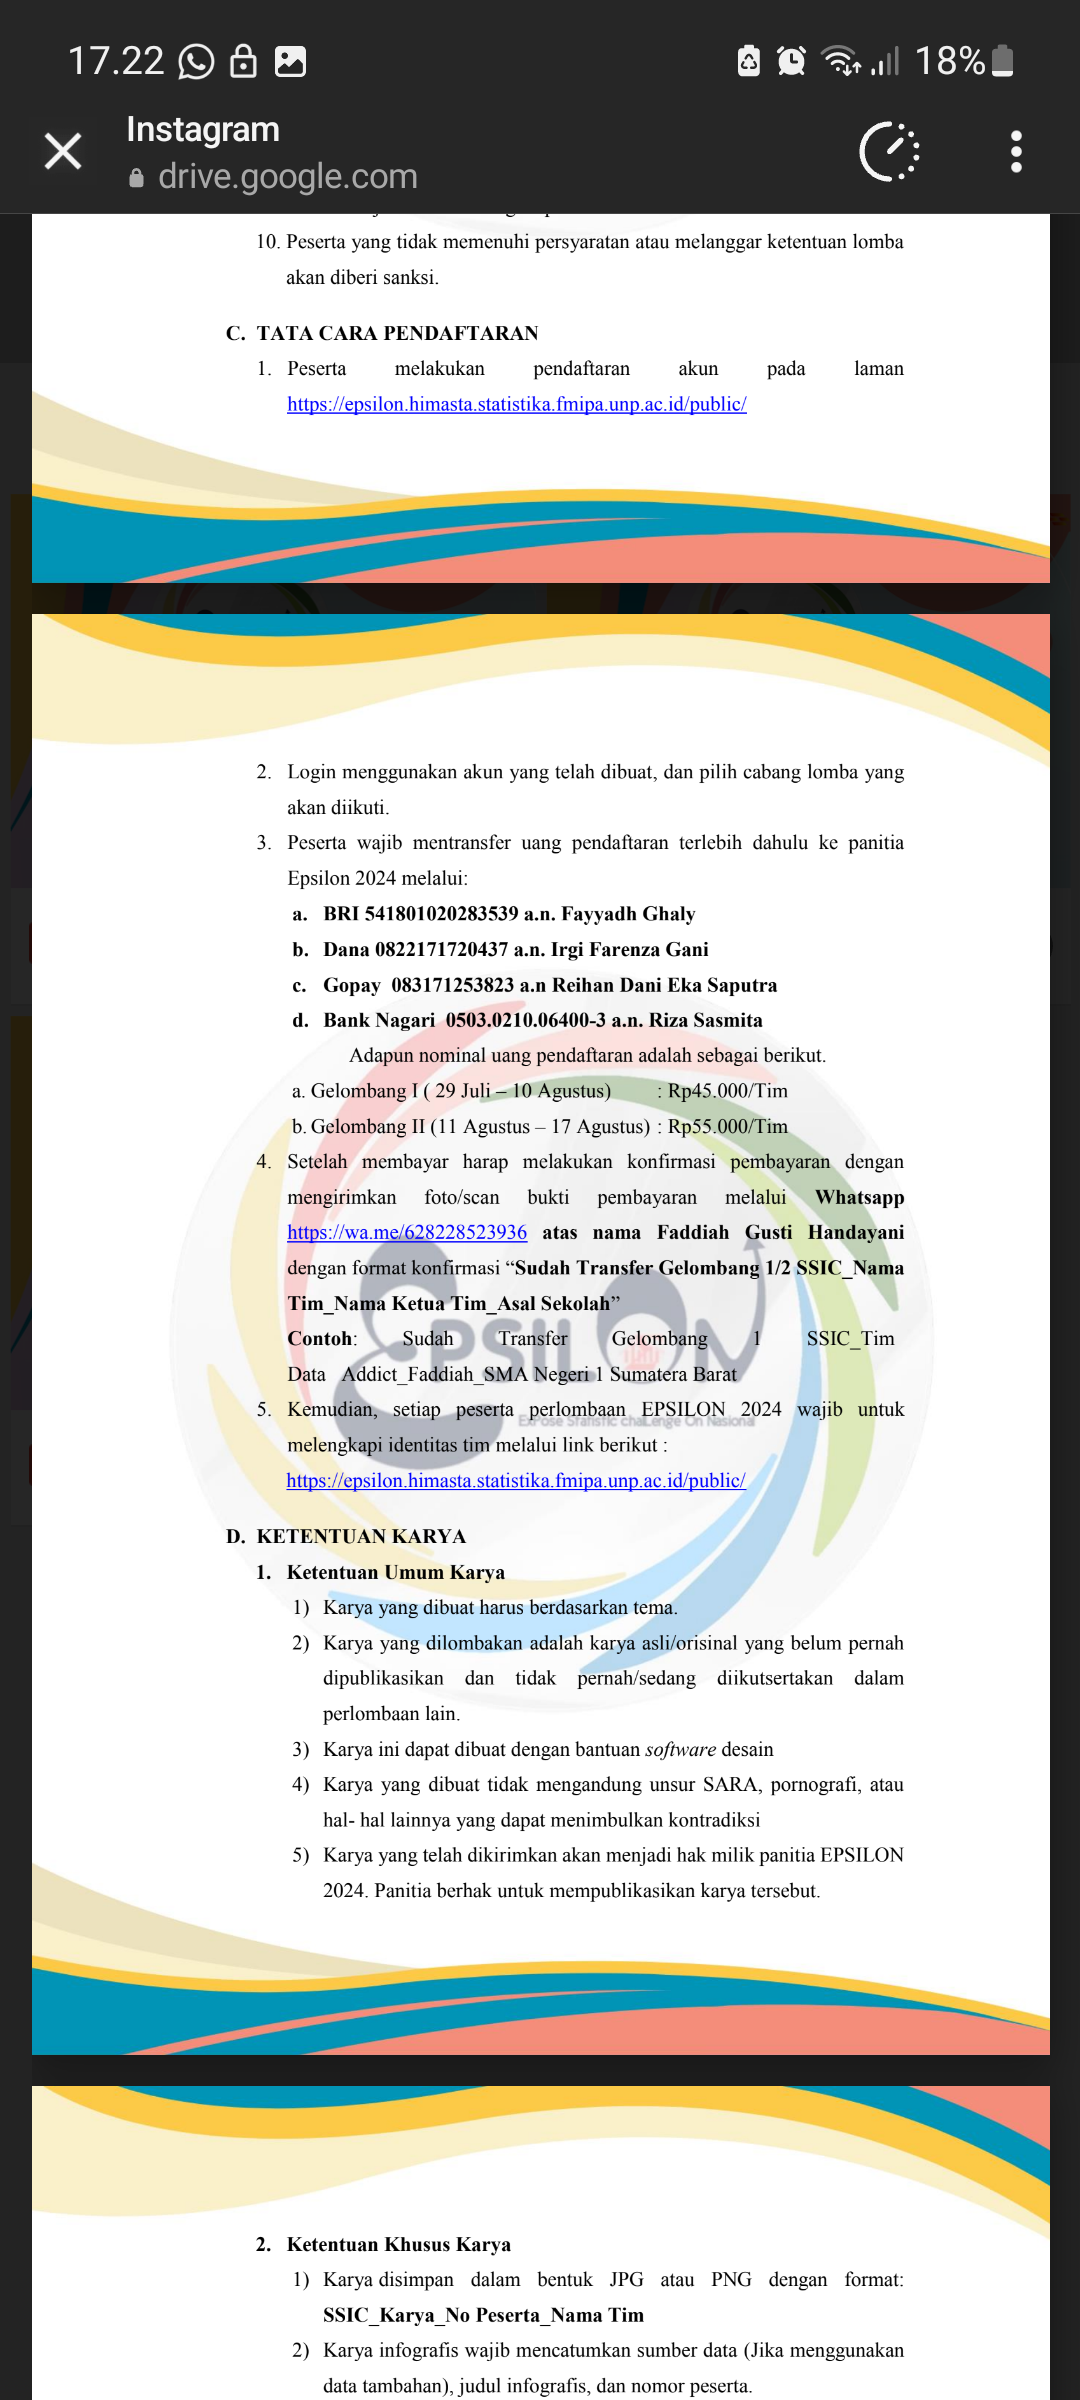 17.22 18%
Instagram
drive.google.com
10. Peserta yang tidak memenuhi persyaratan atau melanggar ketentuan lomba
akan diberi sanksi.
C. TATA CARA PENDAFTARAN
1. Peserta melakukan pendaftaran akun pada laman
https://epsilon.himasta.statistika.fmipa.unp.ac.id/public/
2. Login menggunakan akun yang telah dibuat, dan pilih cabang lomba yang
akan diikuti.
3. Peserta wajib mentransfer uang pendaftaran terlebih dahulu ke panitia
Epsilon 2024 melalui:
a. BRI 541801020283539 a.n. Fayyadh Ghaly
b. Dana 0822171720437 a.n. Irgi Farenza Gani
c. Gopay 083171253823 a.n Reihan Dani Eka Saputra
d. Bank Nagari 0503.0210.06400-3 a.n. Riza Sasmita
Adapun nominal uang pendaftaran adalah sebagai berikut.
a. Gelombang I ( 29 Juli – 10 Agustus) : Rp45.000/Tim
b. Gelombang II (11 Agustus – 17 Agustus) : Rp55.000/Tim
4. Setelah membayar harap melakukan konfirmasi pembayaran dengan
mengirimkan foto/scan bukti pembayaran melalui Whatsapp
https://wa.me/628228523936 atas nama Faddiah Gusti Handayani
dengan format konfirmasi “Sudah Transfer Gelombang 1/2 SSIC_Nama
Tim_Nama Ketua Tim_Asal Sekolah”
Contoh: Sudah Transfer Gelombang 1 SSIC_Tim
EPSILON
Data Addict_Faddiah_SMA Negeri 1 Sumatera Barat
5. Kemudian, setiap peserta perlombaan EPSILON 2024 wajib untuk
ExPose Statistic chaLenge On Nasional
melengkapi identitas tim melalui link berikut :
https://epsilon.himasta.statistika.fmipa.unp.ac.id/public/
D. KETENTUAN KARYA
1. Ketentuan Umum Karya
1) Karya yang dibuat harus berdasarkan tema.
2) Karya yang dilombakan adalah karya asli/orisinal yang belum pernah
dipublikasikan dan tidak pernah/sedang diikutsertakan dalam
perlombaan lain.
3) Karya ini dapat dibuat dengan bantuan software desain
4) Karya yang dibuat tidak mengandung unsur SARA, pornografi, atau
hal- hal lainnya yang dapat menimbulkan kontradiksi
5) Karya yang telah dikirimkan akan menjadi hak milik panitia EPSILON
2024. Panitia berhak untuk mempublikasikan karya tersebut.
2. Ketentuan Khusus Karya
1) Karya disimpan dalam bentuk JPG atau PNG dengan format:
SSIC_Karya_No Peserta_Nama Tim
2) Karya infografis wajib mencatumkan sumber data (Jika menggunakan
data tambahan), judul infografis, dan nomor peserta.